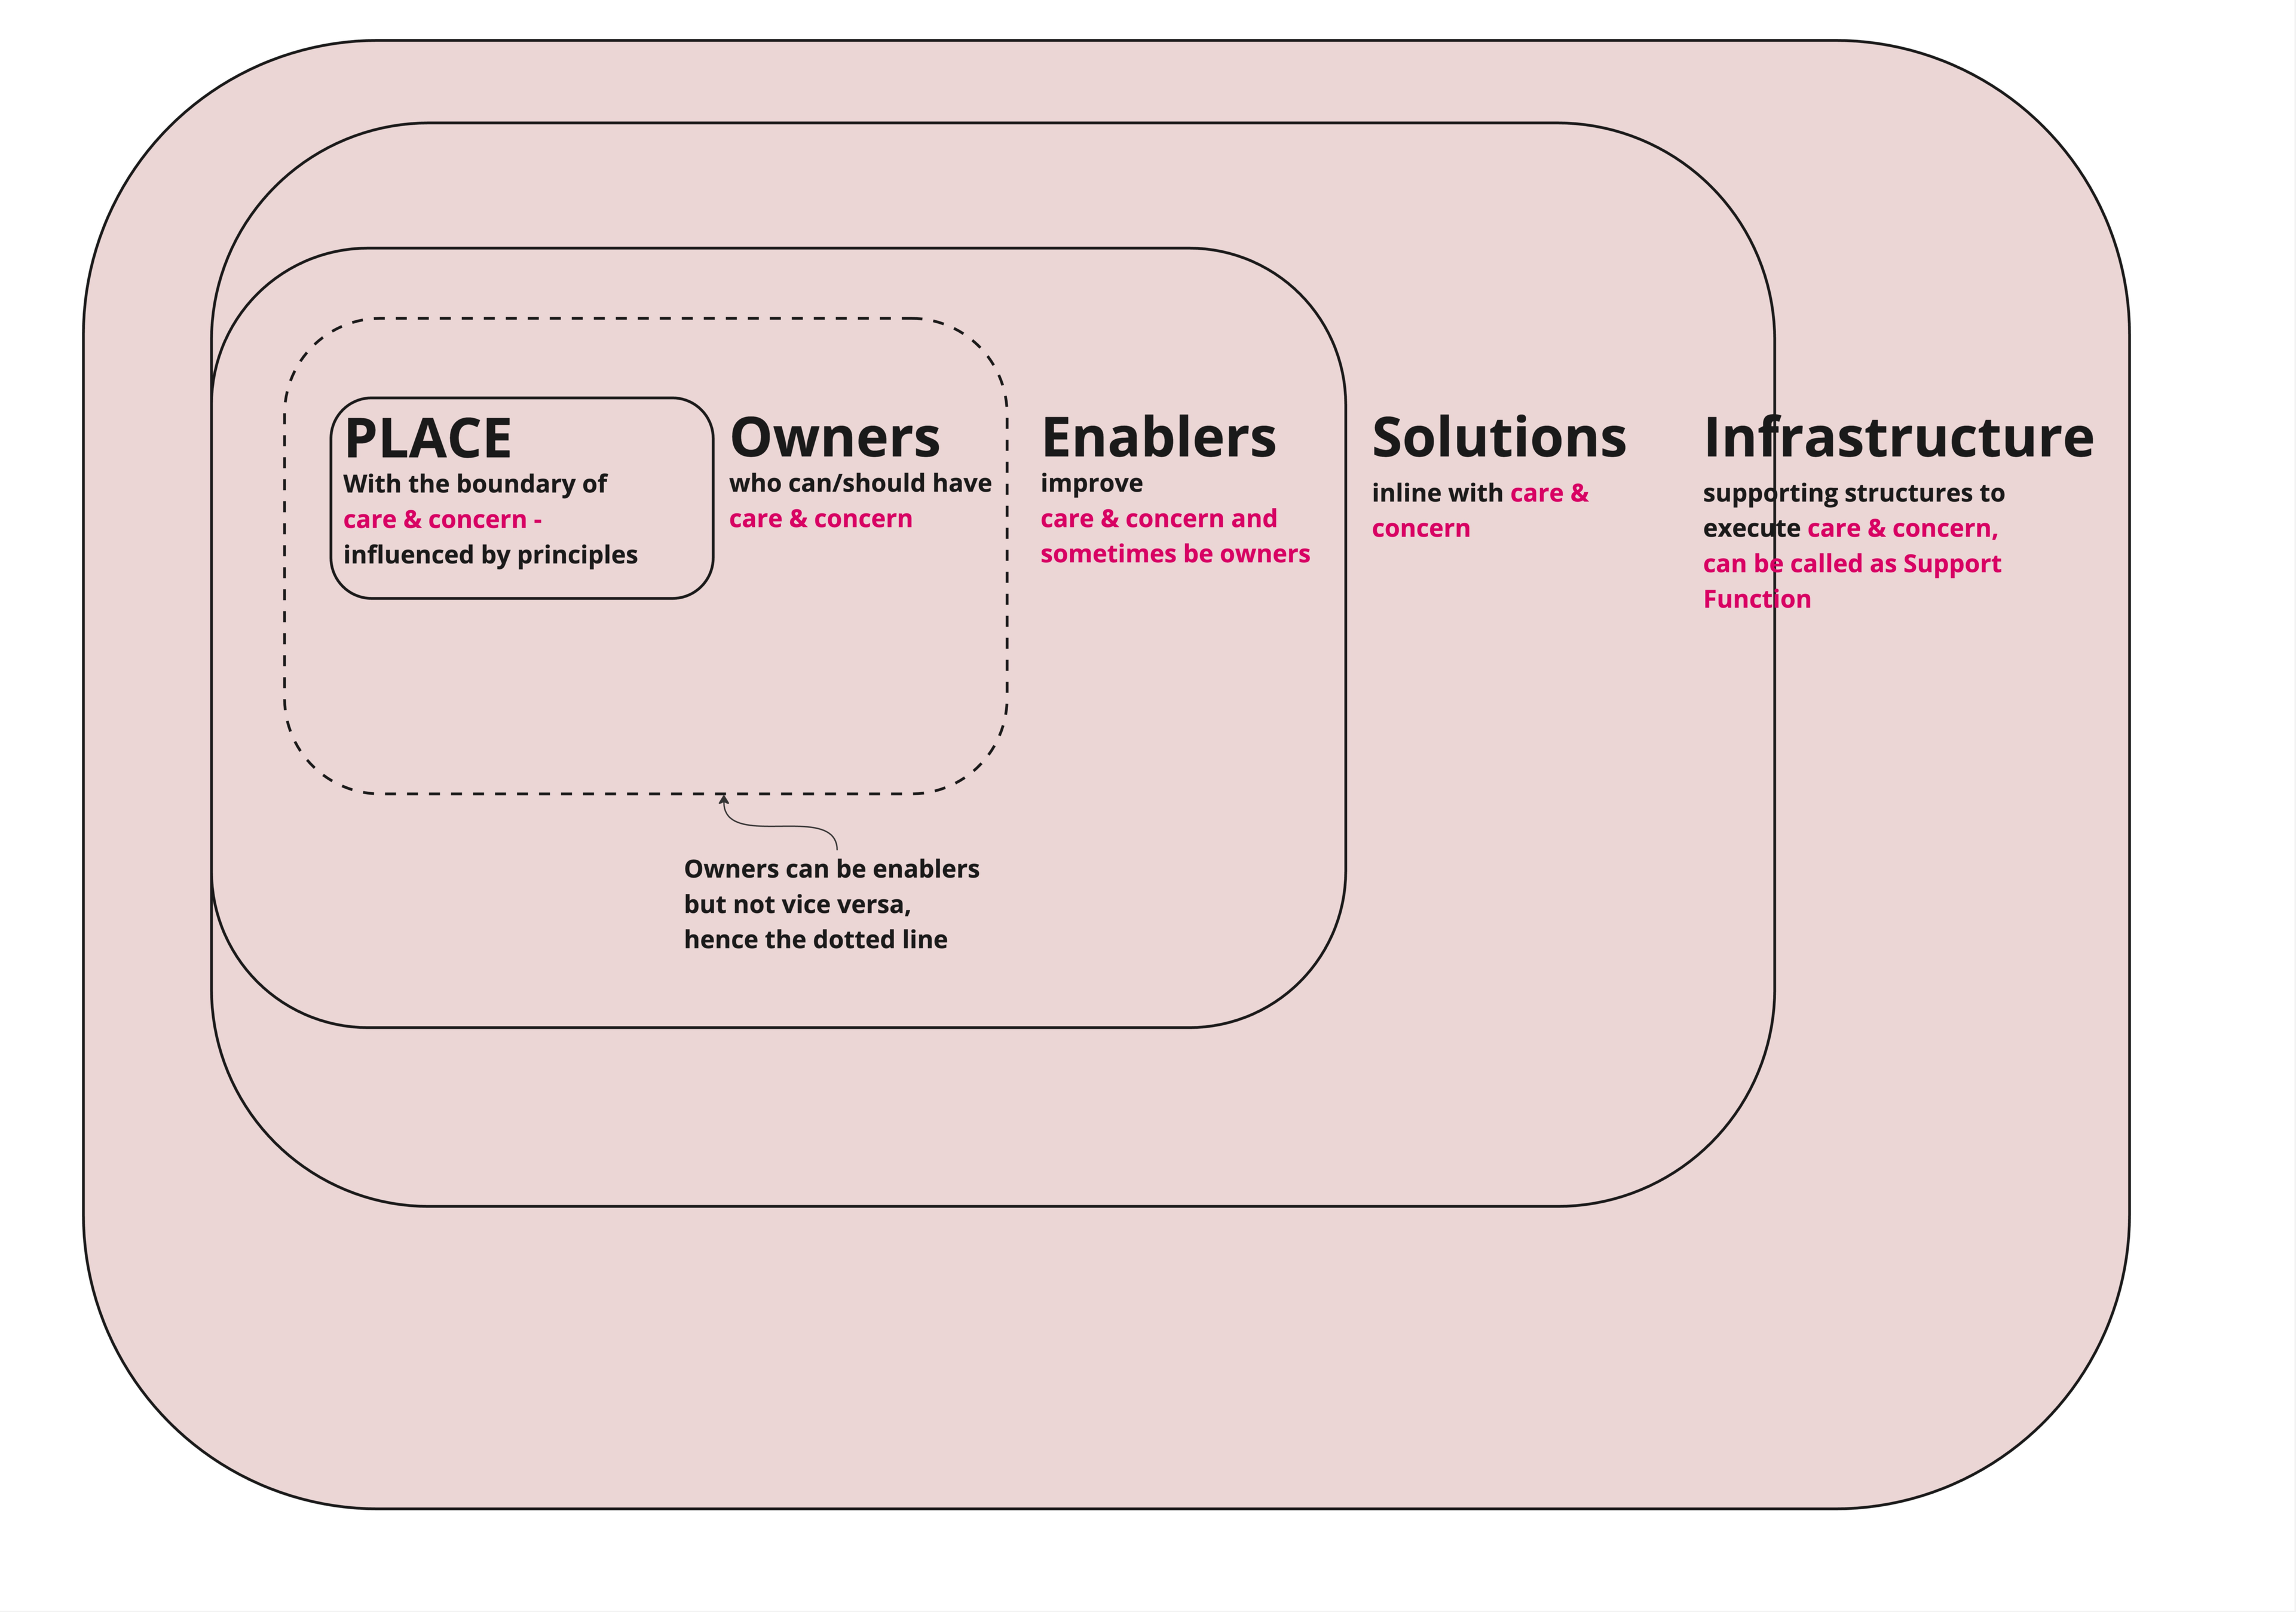 PLACE
With the boundary of
care & concern -
influenced by principles
Owners
who can/should have
care & concern
Enablers
improve
care & concern and
sometimes be owners
Solutions
inline with care &
concern
Infrastructure
supporting structures to
execute care & concern,
can be called as Support
Function
Owners can be enablers
but not vice versa,
hence the dotted line